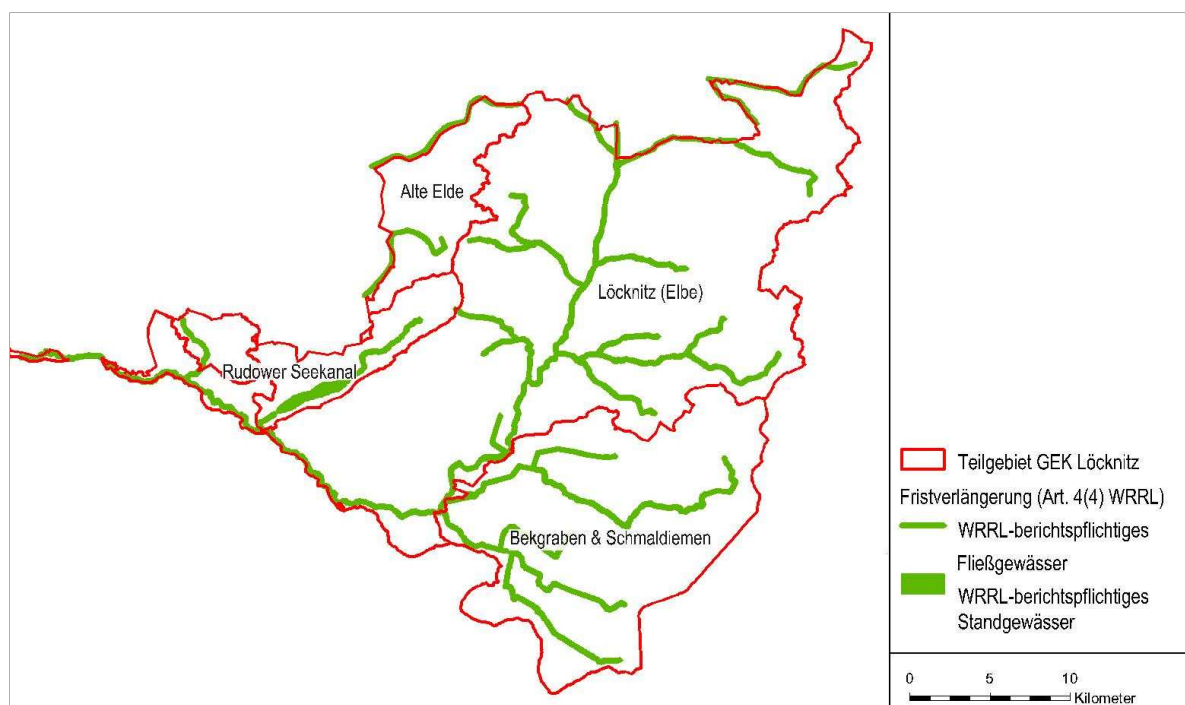 Alte Elde
Löcknitz (Elbe)
Rudower Seekanal
Bekgraben & Schmaldiemen
Teilgebiet GEK Löcknitz
Fristverlängerung (Art. 4(4) WRRL)
WRRL-berichtspflichtiges
Fließgewässer
WRRL-berichtspflichtiges
Standgewässer
0 5 10
Kilometer